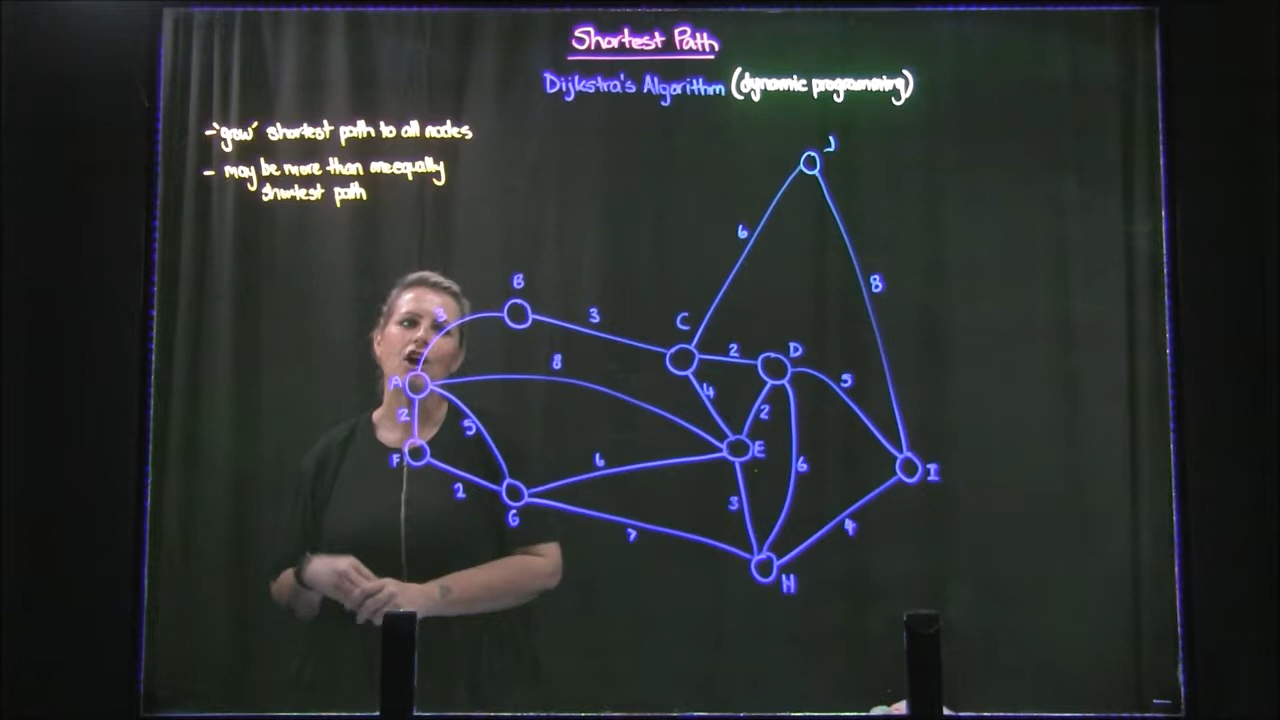 Shortest Path
Dijkstra's Algorithm (dynamic programming)
- 'grow' shortest path to all nodes
- may be more than one equally
shortest path
J
6
8
B
3
3
C
2
D
8
5
A
4
2
2
5
E
F
6
6
I
2
3
G
4
7
H